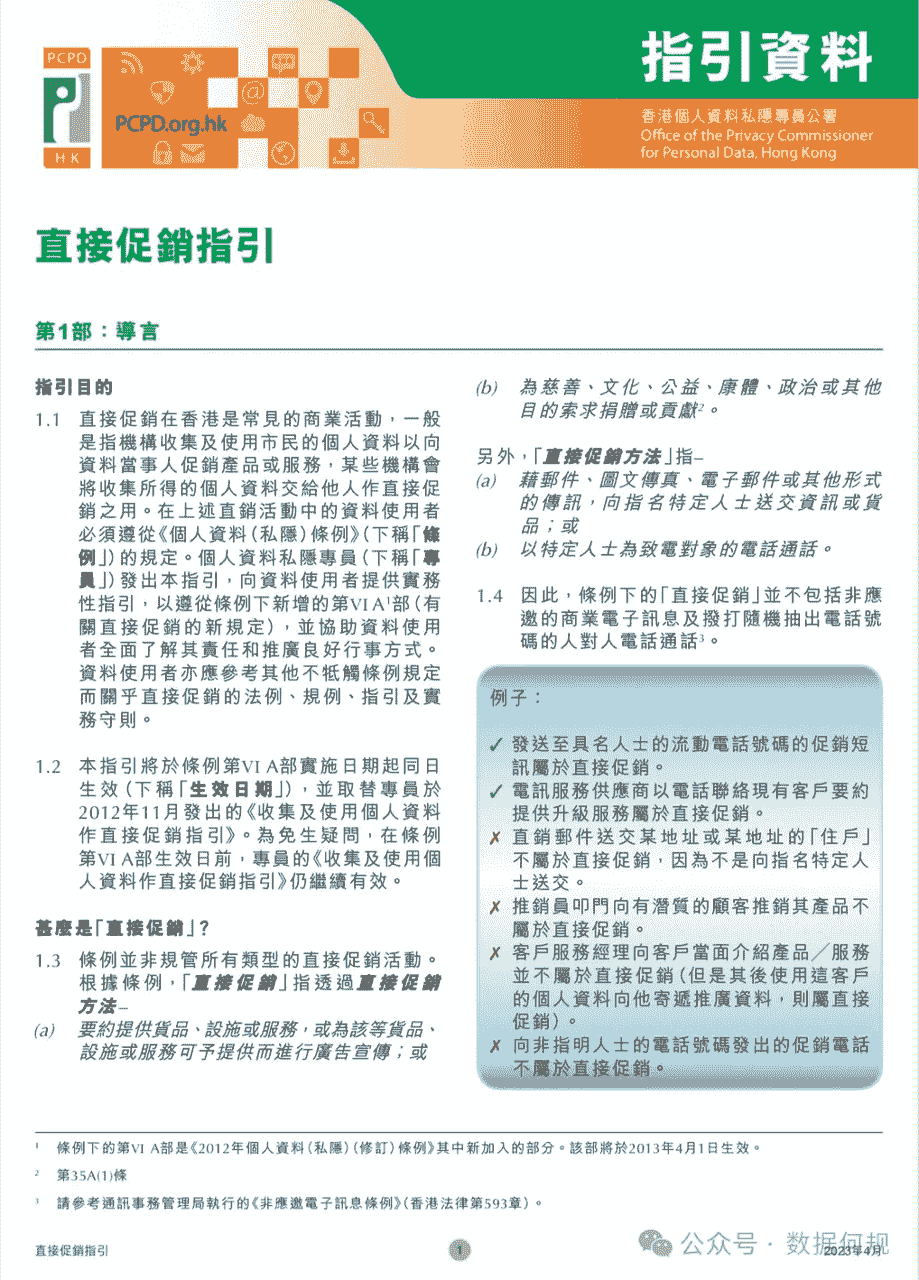 PCPD
HK
PCPD.org.hk
指引資料
香港個人資料私隱專員公署
Office of the Privacy Commissioner
for Personal Data, Hong Kong
直接促銷指引
第1部：導言
指引目的
1.1 直接促銷在香港是常見的商業活動，一般
是指機構收集及使用市民的個人資料以向
資料當事人促銷產品或服務，某些機構會
將收集所得的個人資料交給他人作直接促
銷之用。在上述直銷活動中的資料使用者
必須遵從《個人資料（私隱）條例》（下稱「條
例」）的規定。個人資料私隱專員（下稱「專
員」）發出本指引，向資料使用者提供實務
性指引，以遵從條例下新增的第VI A¹部（有
關直接促銷的新規定），並協助資料使用
者全面了解其責任和推廣良好行事方式。
資料使用者亦應參考其他不牴觸條例規定
而關乎直接促銷的法例、規例、指引及實
務守則。
1.2 本指引將於條例第VI A部實施日期起同日
生效（下稱「生效日期」），並取替專員於
2012年11月發出的《收集及使用個人資料
作直接促銷指引》。為免生疑問，在條例
第VI A部生效日前，專員的《收集及使用個
人資料作直接促銷指引》仍繼續有效。
甚麼是「直接促銷」？
1.3 條例並非規管所有類型的直接促銷活動。
根據條例，「直接促銷」指透過直接促銷
方法–
(a) 要約提供貨品、設施或服務，或為該等貨品、
設施或服務可予提供而進行廣告宣傳；或
(b) 為慈善、文化、公益、康體、政治或其他
目的索求捐贈或貢獻²。
另外，「直接促銷方法」指–
(a) 藉郵件、圖文傳真、電子郵件或其他形式
的傳訊，向指名特定人士送交資訊或貨
品；或
(b) 以特定人士為致電對象的電話通話。
1.4 因此，條例下的「直接促銷」並不包括非應
邀的商業電子訊息及撥打隨機抽出電話號
碼的人對人電話通話³。
例子：
✓ 發送至具名人士的流動電話號碼的促銷短
訊屬於直接促銷。
✓ 電訊服務供應商以電話聯絡現有客戶要約
提供升級服務屬於直接促銷。
✗ 直銷郵件送交某地址或某地址的「住戶」
不屬於直接促銷，因為不是向指名特定人
士送交。
✗ 推銷員叩門向有潛質的顧客推銷其產品不
屬於直接促銷。
✗ 客戶服務經理向客戶當面介紹產品／服務
並不屬於直接促銷（但是其後使用這客戶
的個人資料向他寄遞推廣資料，則屬直接
促銷）。
✗ 向非指明人士的電話號碼發出的促銷電話
不屬於直接促銷。
¹ 條例下的第VI A部是《2012年個人資料（私隱）（修訂）條例》其中新加入的部分。該部將於2013年4月1日生效。
² 第35A(1)條
³ 請參考通訊事務管理局執行的《非應邀電子訊息條例》（香港法律第593章）。
直接促銷指引
1
2023年4月
公众号 · 数据何规